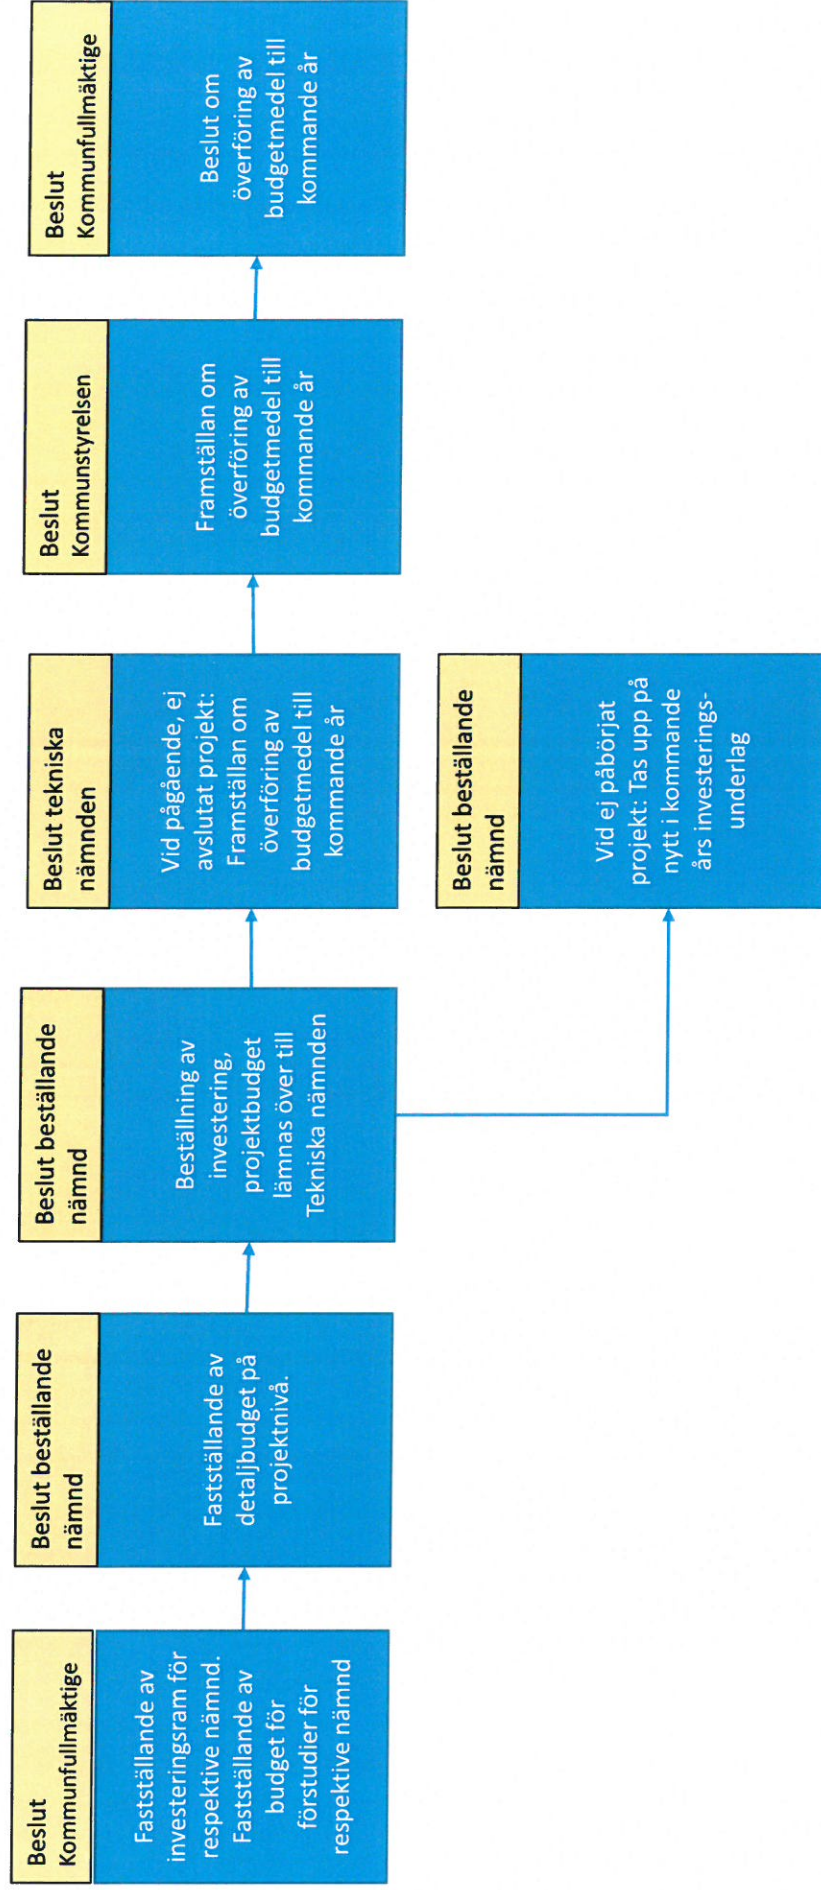 Beslut
Kommunfullmäktige
Fastställande av
investeringsram för
respektive nämnd.
Fastställande av
budget för
förstudier för
respektive nämnd
Beslut beställande
nämnd
Fastställande av
detaljbudget på
projektnivå.
Beslut beställande
nämnd
Beställning av
investering,
projektbudget
lämnas över till
Tekniska nämnden
Beslut tekniska
nämnden
Vid pågående, ej
avslutat projekt:
Framställan om
överföring av
budgetmedel till
kommande år
Beslut
Kommunstyrelsen
Framställan om
överföring av
budgetmedel till
kommande år
Beslut
Kommunfullmäktige
Beslut om
överföring av
budgetmedel till
kommande år
Beslut beställande
nämnd
Vid ej påbörjat
projekt: Tas upp på
nytt i kommande
års investerings-
underlag